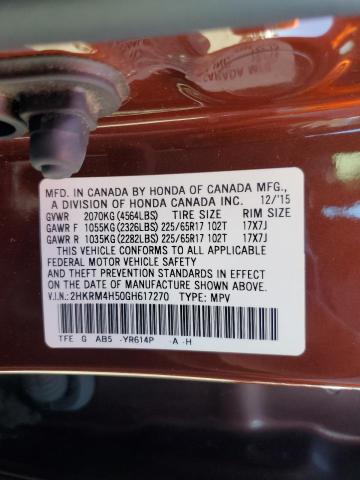 MFD. IN CANADA BY HONDA OF CANADA MFG.,
A DIVISION OF HONDA CANADA INC. 12/'15
GVWR 2070KG(4564LBS) TIRE SIZE RIM SIZE
GAWR F 1055KG(2326LBS)225/65R17 102T 17X7J
GAWR R 1035KG(2282LBS)225/65R17 102T 17X7J
THIS VEHICLE CONFORMS TO ALL APPLICABLE
FEDERAL MOTOR VEHICLE SAFETY, BUMPER,
AND THEFT PREVENTION STANDARDS IN EFFECT
ON THE DATE OF MANUFACTURE SHOWN ABOVE.
V.I.N.:2HKRM4H50GH617270 TYPE: MPV
TFE G AB5 -YR614P -A -H